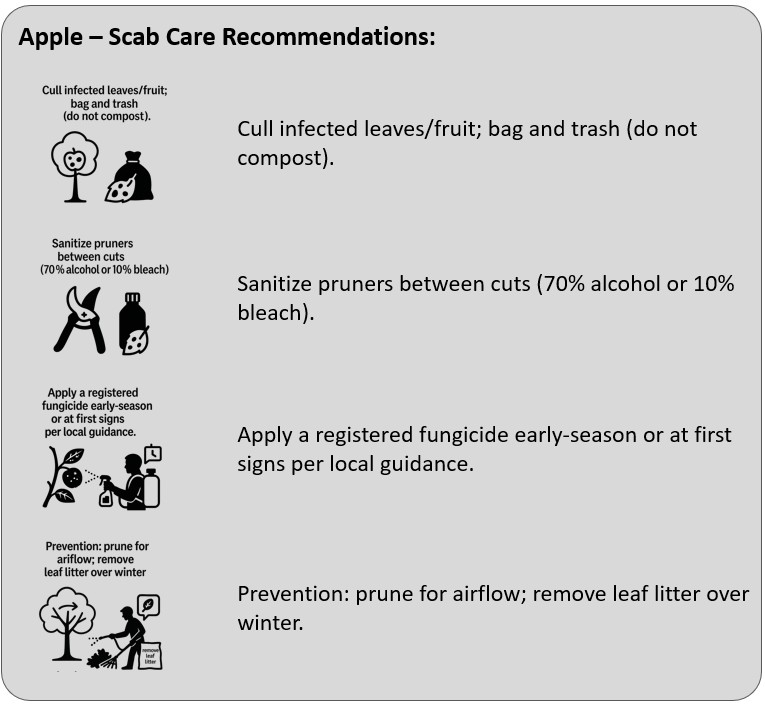 Apple – Scab Care Recommendations:
Cull infected leaves/fruit;
bag and trash
(do not compost).
Cull infected leaves/fruit; bag and trash (do not
compost).
Sanitize pruners
between cuts
(70% alcohol or 10% bleach)
Sanitize pruners between cuts (70% alcohol or 10%
bleach).
Apply a registered
fungicide early-season
or at first signs
per local guidance.
Apply a registered fungicide early-season or at first
signs per local guidance.
Prevention: prune for
ariflow; remove
leaf litter over winter
remove
leaf
litter
Prevention: prune for airflow; remove leaf litter over
winter.